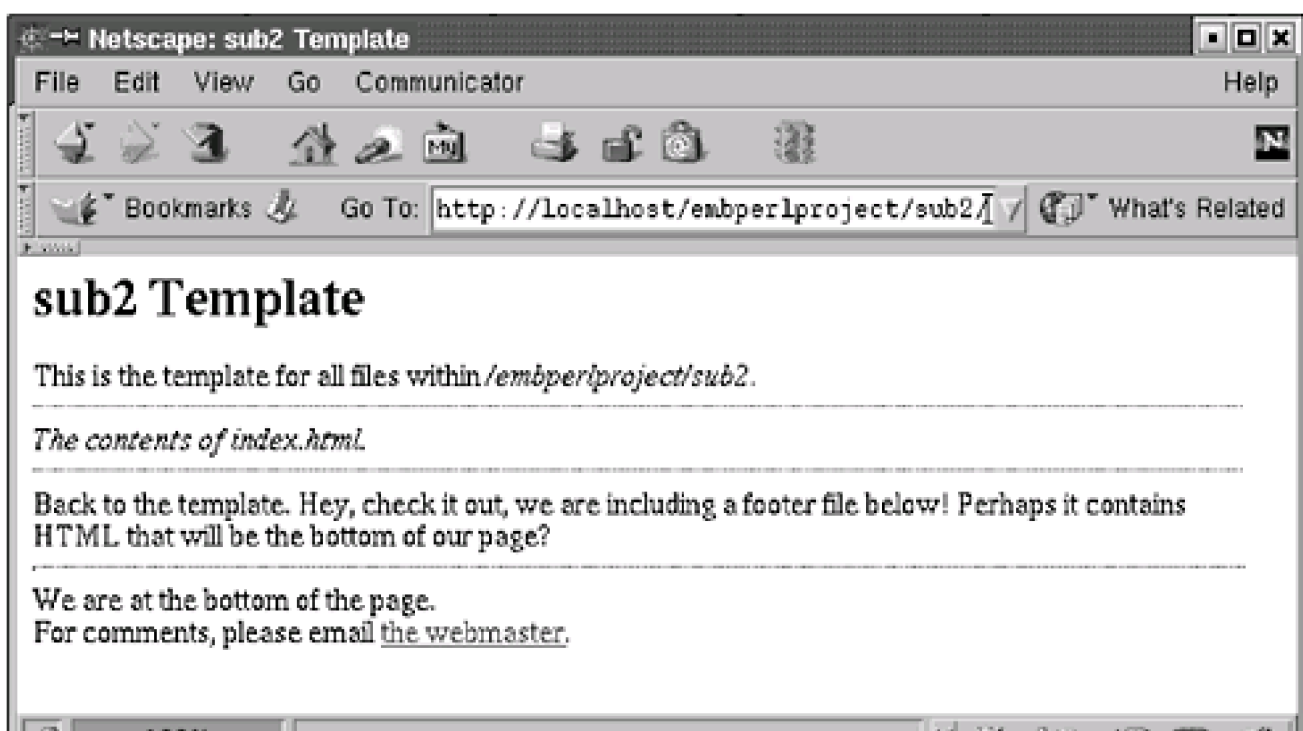 Netscape: sub2 Template
File Edit View Go Communicator Help
My N
Bookmarks Go To: http://localhost/embperlproject/sub2/ What's Related
sub2 Template
This is the template for all files within /embperlproject/sub2.
The contents of index.html.
Back to the template. Hey, check it out, we are including a footer file below! Perhaps it contains
HTML that will be the bottom of our page?
We are at the bottom of the page.
For comments, please email the webmaster.